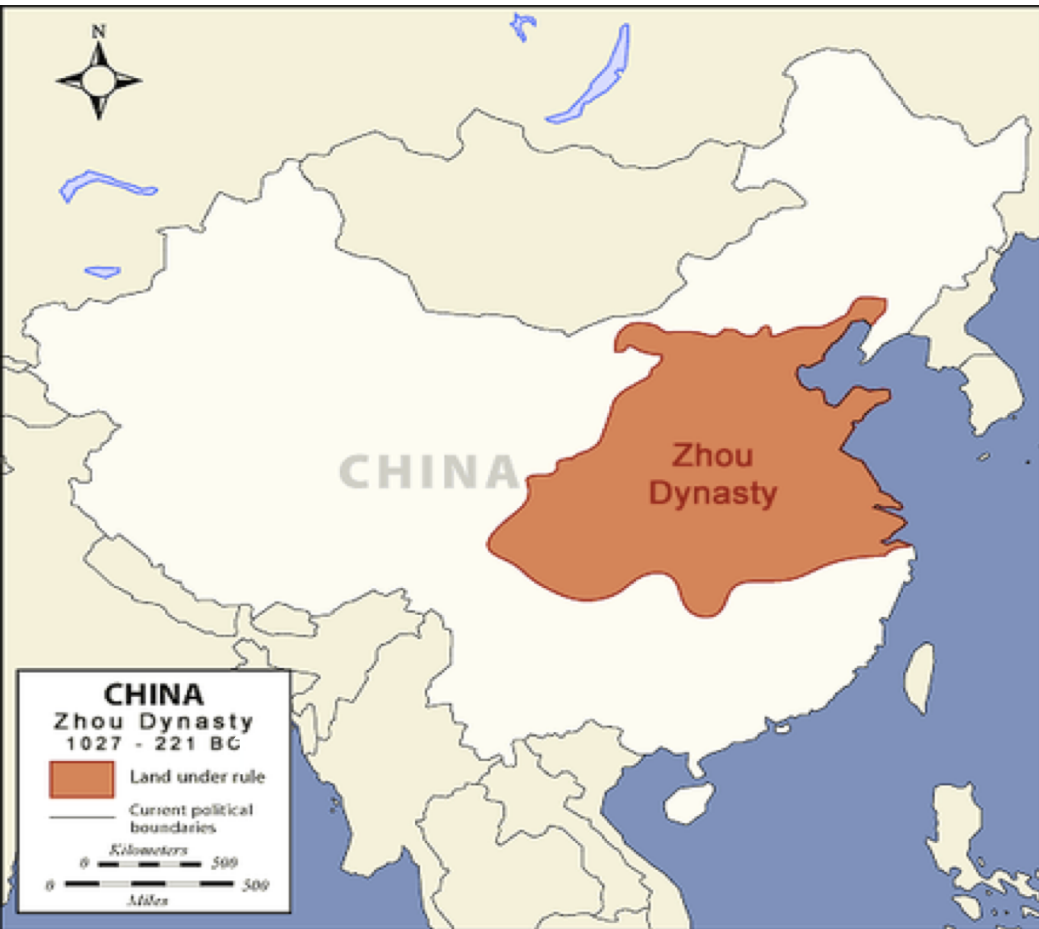 N
CHINA
Zhou
Dynasty
CHINA
Zhou Dynasty
1027 - 221 BC
Land under rule
Current political
boundaries
Kilometers
0 500
0 500
Miles